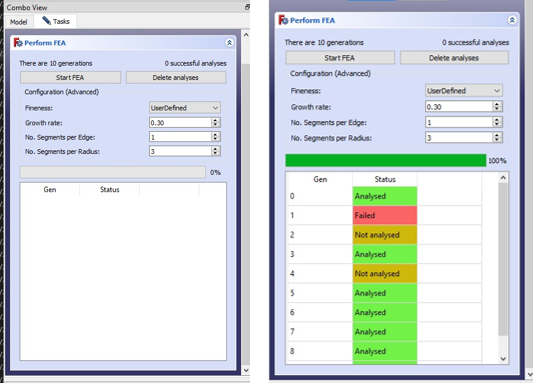 Combo View
Model Tasks
Perform FEA
There are 10 generations 0 successful analyses
Start FEA Delete analyses
Configuration (Advanced)
Fineness: UserDefined
Growth rate: 0.30
No. Segments per Edge: 1
No. Segments per Radius: 3
0%
Gen Status
Perform FEA
There are 10 generations 0 successful analyses
Start FEA Delete analyses
Configuration (Advanced)
Fineness: UserDefined
Growth rate: 0.30
No. Segments per Edge: 1
No. Segments per Radius: 3
100%
Gen Status
0 Analysed
1 Failed
2 Not analysed
3 Analysed
4 Not analysed
5 Analysed
6 Analysed
7 Analysed
8 Analysed